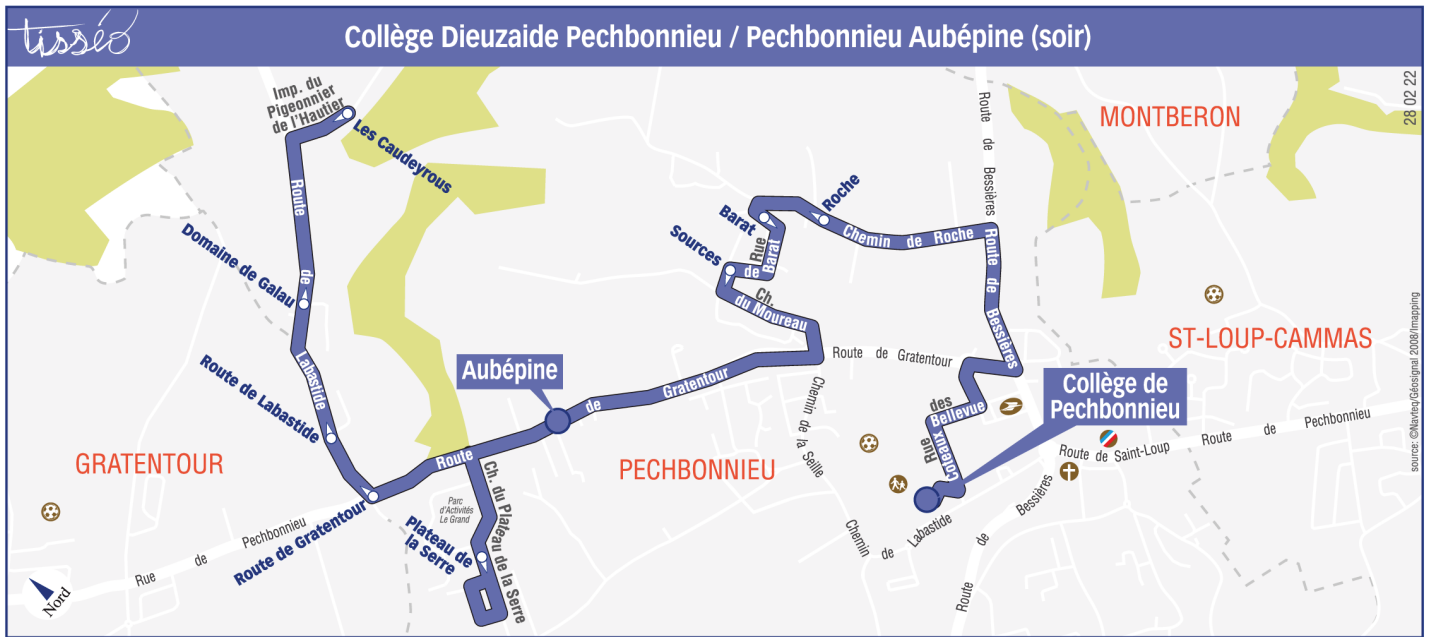 tisséo
Collège Dieuzaide Pechbonnieu / Pechbonnieu Aubépine (soir)
28 02 22
Imp. du
Pigeonnier
de l'Hautier
Les Caudeyrous
Route
de
Labastide
Domaine de Galau
Route de Labastide
Route de Gratentour
GRATENTOUR
Rue de Pechbonnieu
Nord
Parc
d'Activités
Le Grand
Plateau de
la Serre
Ch. du Plateau de la Serre
Aubépine
Route de Gratentour
PECHBONNIEU
Sources
Barat
Roche
Rue
de
Barat
Ch.
du Moureau
Chemin de Roche
Route de Bessières
Route de Bessières
MONTBERON
Route de Gratentour
Chemin de la Seille
Rue
des
Coteaux
Bellevue
Collège de
Pechbonnieu
ST-LOUP-CAMMAS
Route de Saint-Loup
Route de Pechbonnieu
Chemin de Labastide
Route de Bessières
source: ©Navteq/Géosignal 2008/Imapping